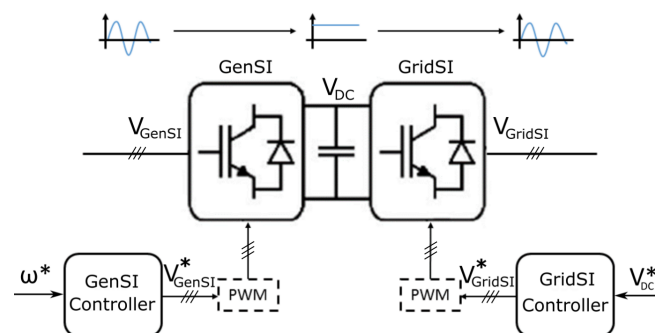 GenSI
GridSI
V_DC
V_GenSI
V_GridSI
ω*
GenSI
Controller
V*_GenSI
PWM
PWM
V*_GridSI
GridSI
Controller
V*_DC